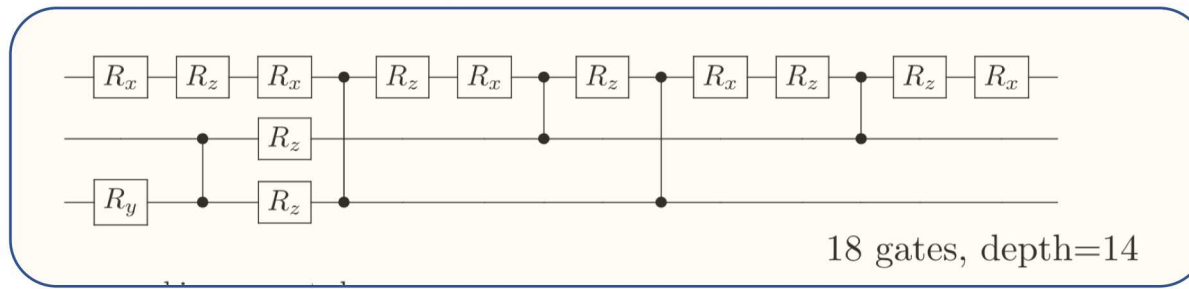 Rx Rz Rx Rz Rx Rz Rx Rz Rz Rx
Rz
Ry Rz
18 gates, depth=14